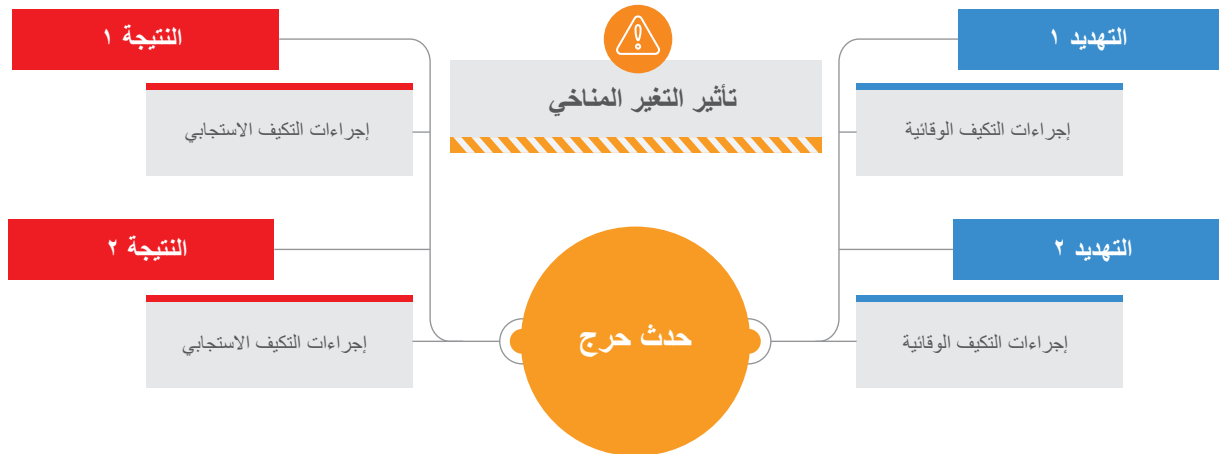 التهديد ١
إجراءات التكيف الوقائية
التهديد ٢
إجراءات التكيف الوقائية
تأثير التغير المناخي
حدث حرج
النتيجة ١
إجراءات التكيف الاستجابي
النتيجة ٢
إجراءات التكيف الاستجابي